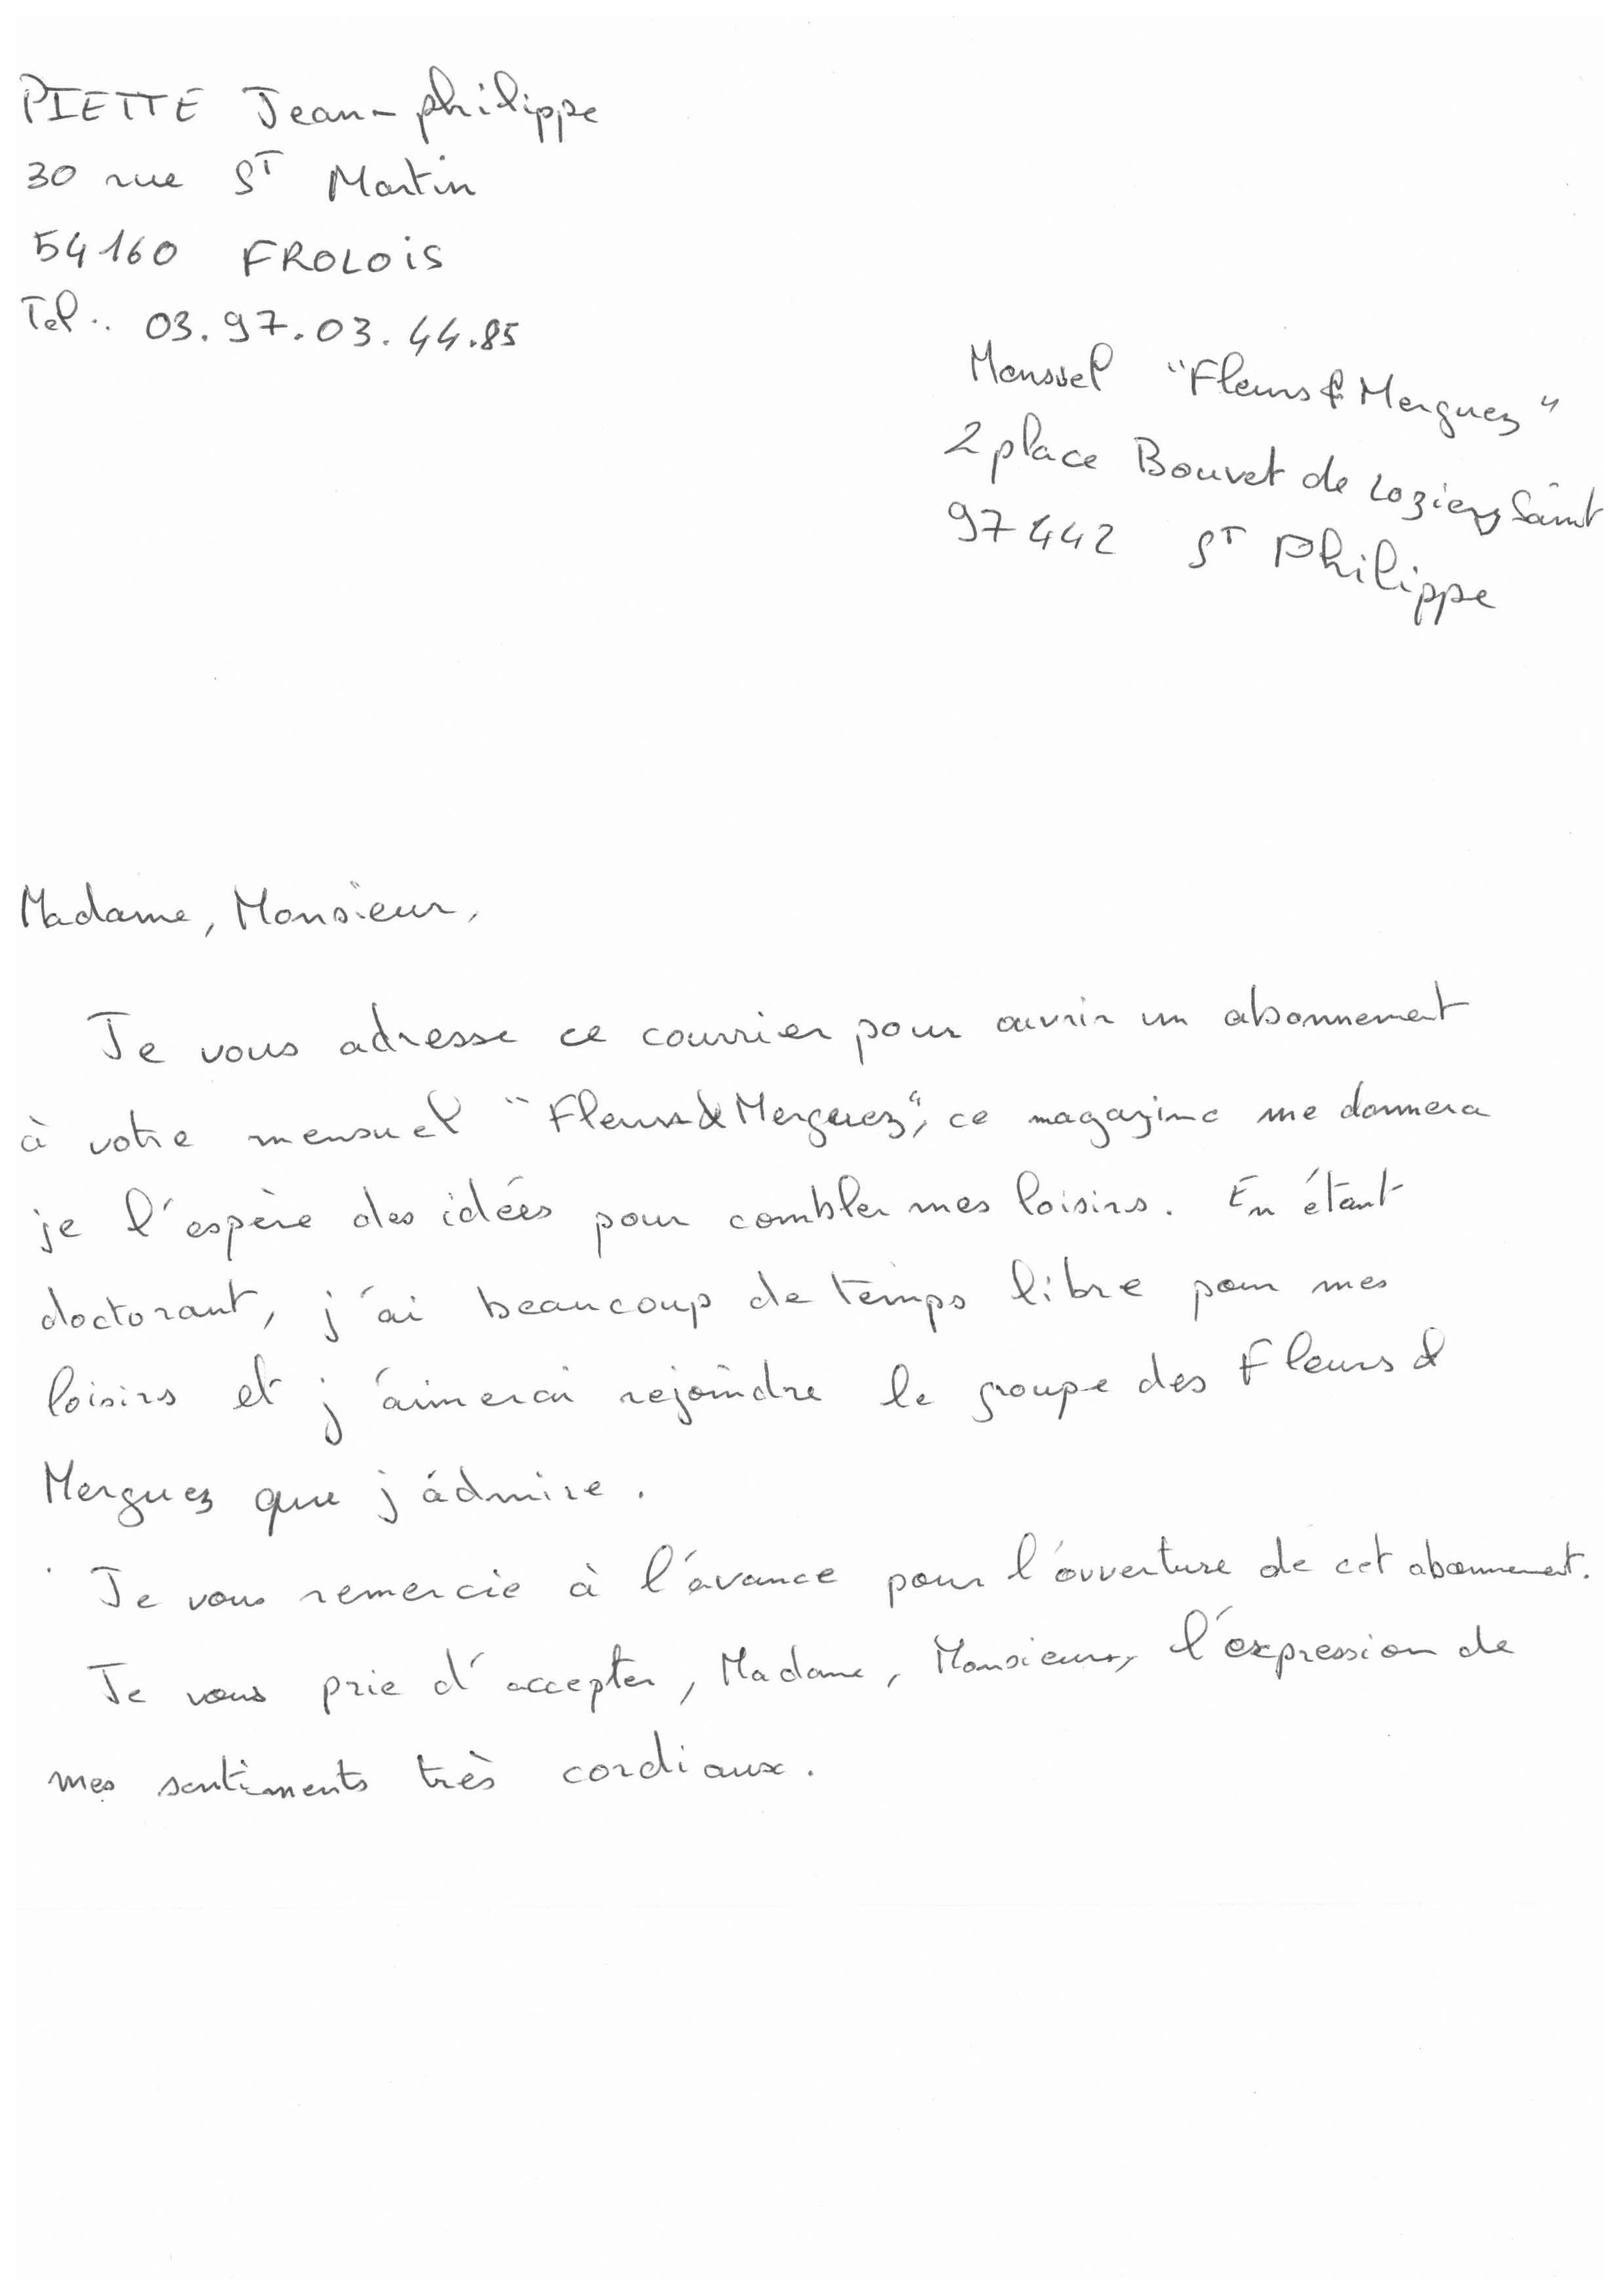 PIETTE Jean-philippe
30 rue ST Martin
54160 FROLOIS
Tel : 03.97.03.44.85
Mensuel "Fleurs & Merguez"
2 place Bouvet de Lozier Saint
97442 ST Philippe
Madame, Monsieur,
Je vous adresse ce courrier pour ouvrir un abonnement
à votre mensuel "Fleurs & Merguez", ce magazine me donnera
je l'espère des idées pour combler mes loisirs. En étant
doctorant, j'ai beaucoup de temps libre pour mes
loisirs et j'aimerai rejoindre le groupe des Fleurs &
Merguez que j'admire.
Je vous remercie à l'avance pour l'ouverture de cet abonnement.
Je vous prie d'accepter, Madame, Monsieur, l'expression de
mes sentiments très cordiaux.